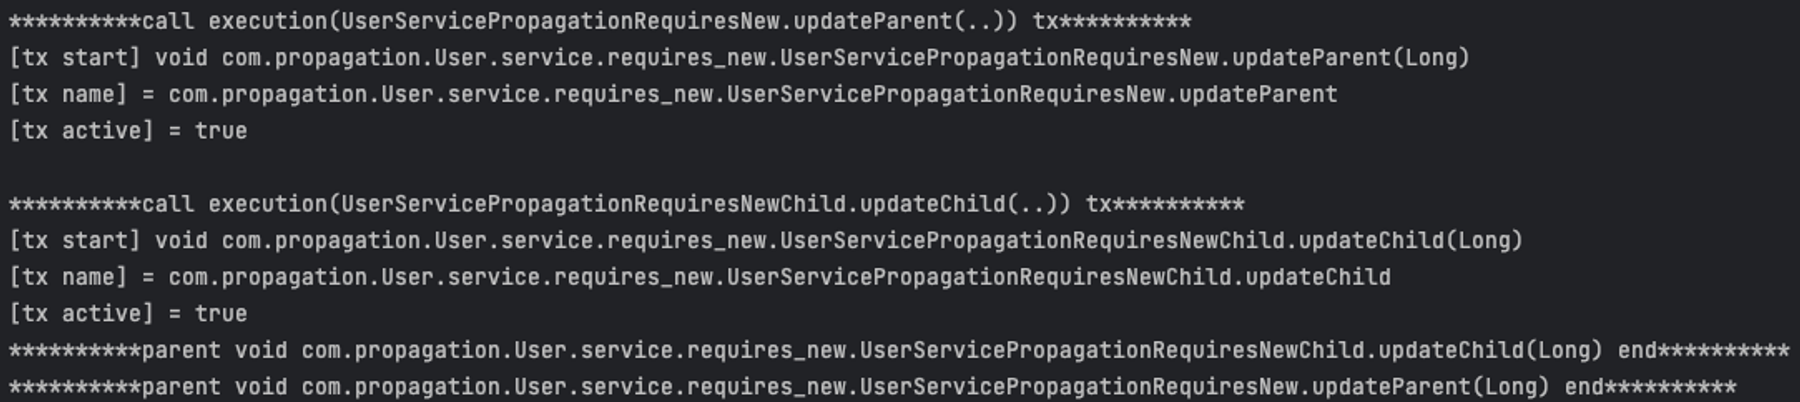 **********call execution(UserServicePropagationRequiresNew.updateParent(..)) tx**********
[tx start] void com.propagation.User.service.requires_new.UserServicePropagationRequiresNew.updateParent(Long)
[tx name] = com.propagation.User.service.requires_new.UserServicePropagationRequiresNew.updateParent
[tx active] = true
**********call execution(UserServicePropagationRequiresNewChild.updateChild(..)) tx**********
[tx start] void com.propagation.User.service.requires_new.UserServicePropagationRequiresNewChild.updateChild(Long)
[tx name] = com.propagation.User.service.requires_new.UserServicePropagationRequiresNewChild.updateChild
[tx active] = true
**********parent void com.propagation.User.service.requires_new.UserServicePropagationRequiresNewChild.updateChild(Long) end**********
**********parent void com.propagation.User.service.requires_new.UserServicePropagationRequiresNew.updateParent(Long) end**********